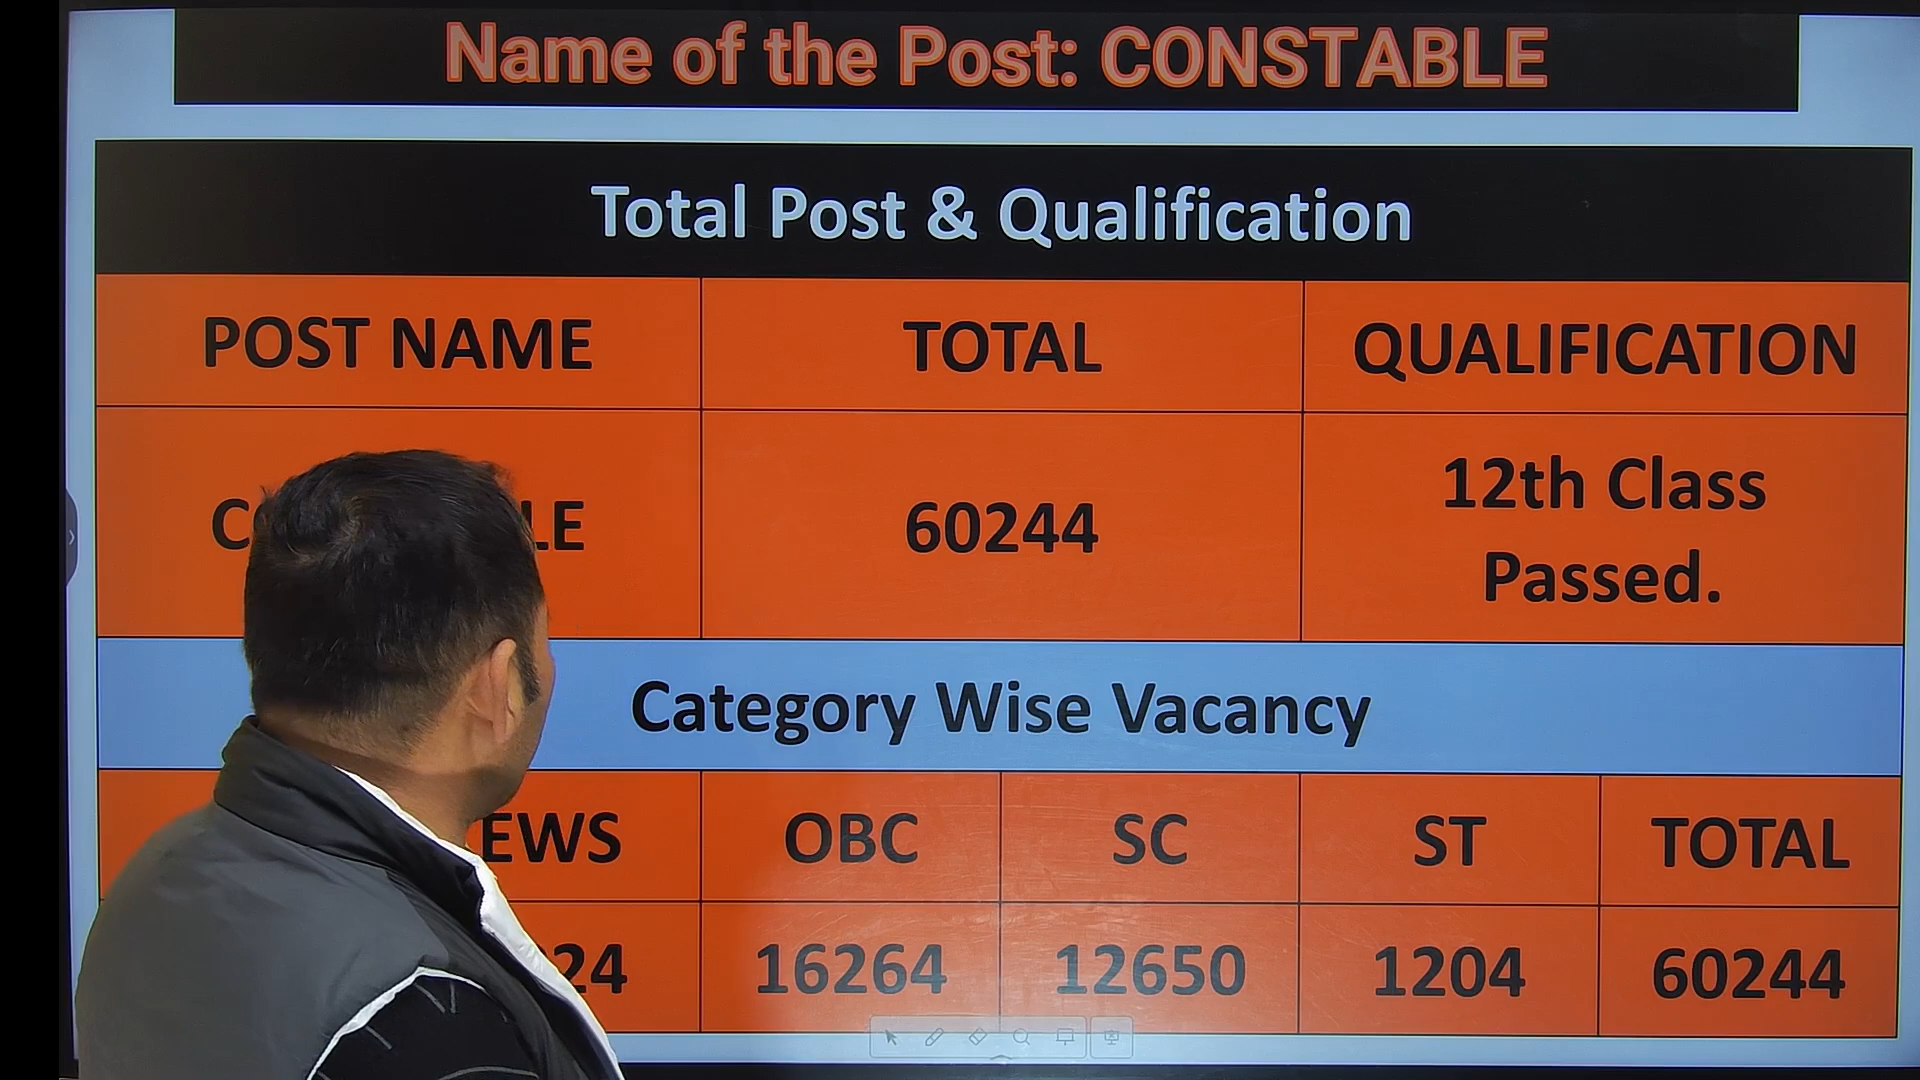 Name of the Post: CONSTABLE
Total Post & Qualification
POST NAME TOTAL QUALIFICATION
60244 12th Class
Passed.
Category Wise Vacancy
EWS OBC SC ST TOTAL
16264 12650 1204 60244